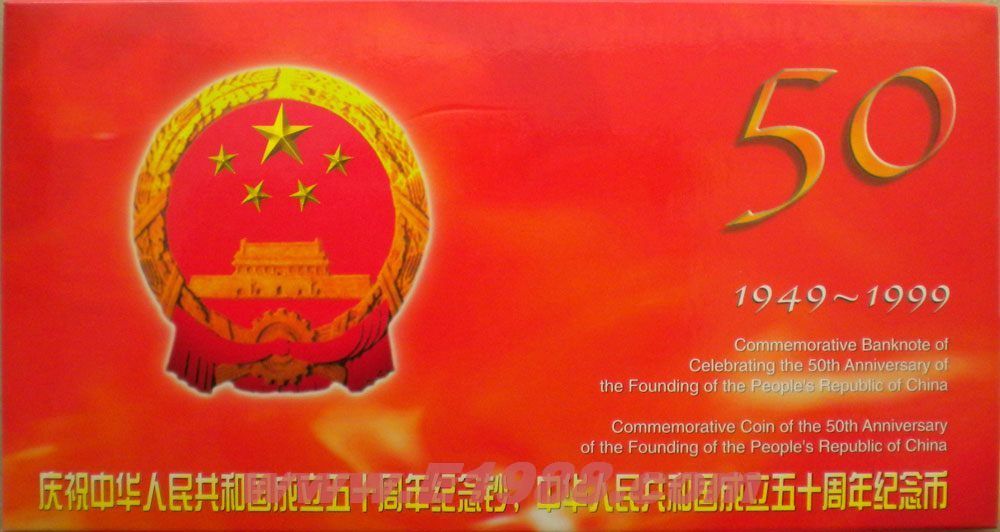 50
1949~1999
Commemorative Banknote of
Celebrating the 50th Anniversary of
the Founding of the People's Republic of China
Commemorative Coin of the 50th Anniversary
of the Founding of the People's Republic of China
庆祝中华人民共和国成立五十周年纪念钞，中华人民共和国成立五十周年纪念币